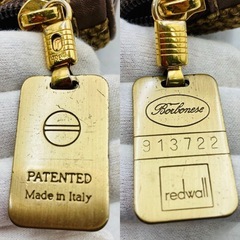 PATENTED
Made in Italy
Borbonese
913722
redwall